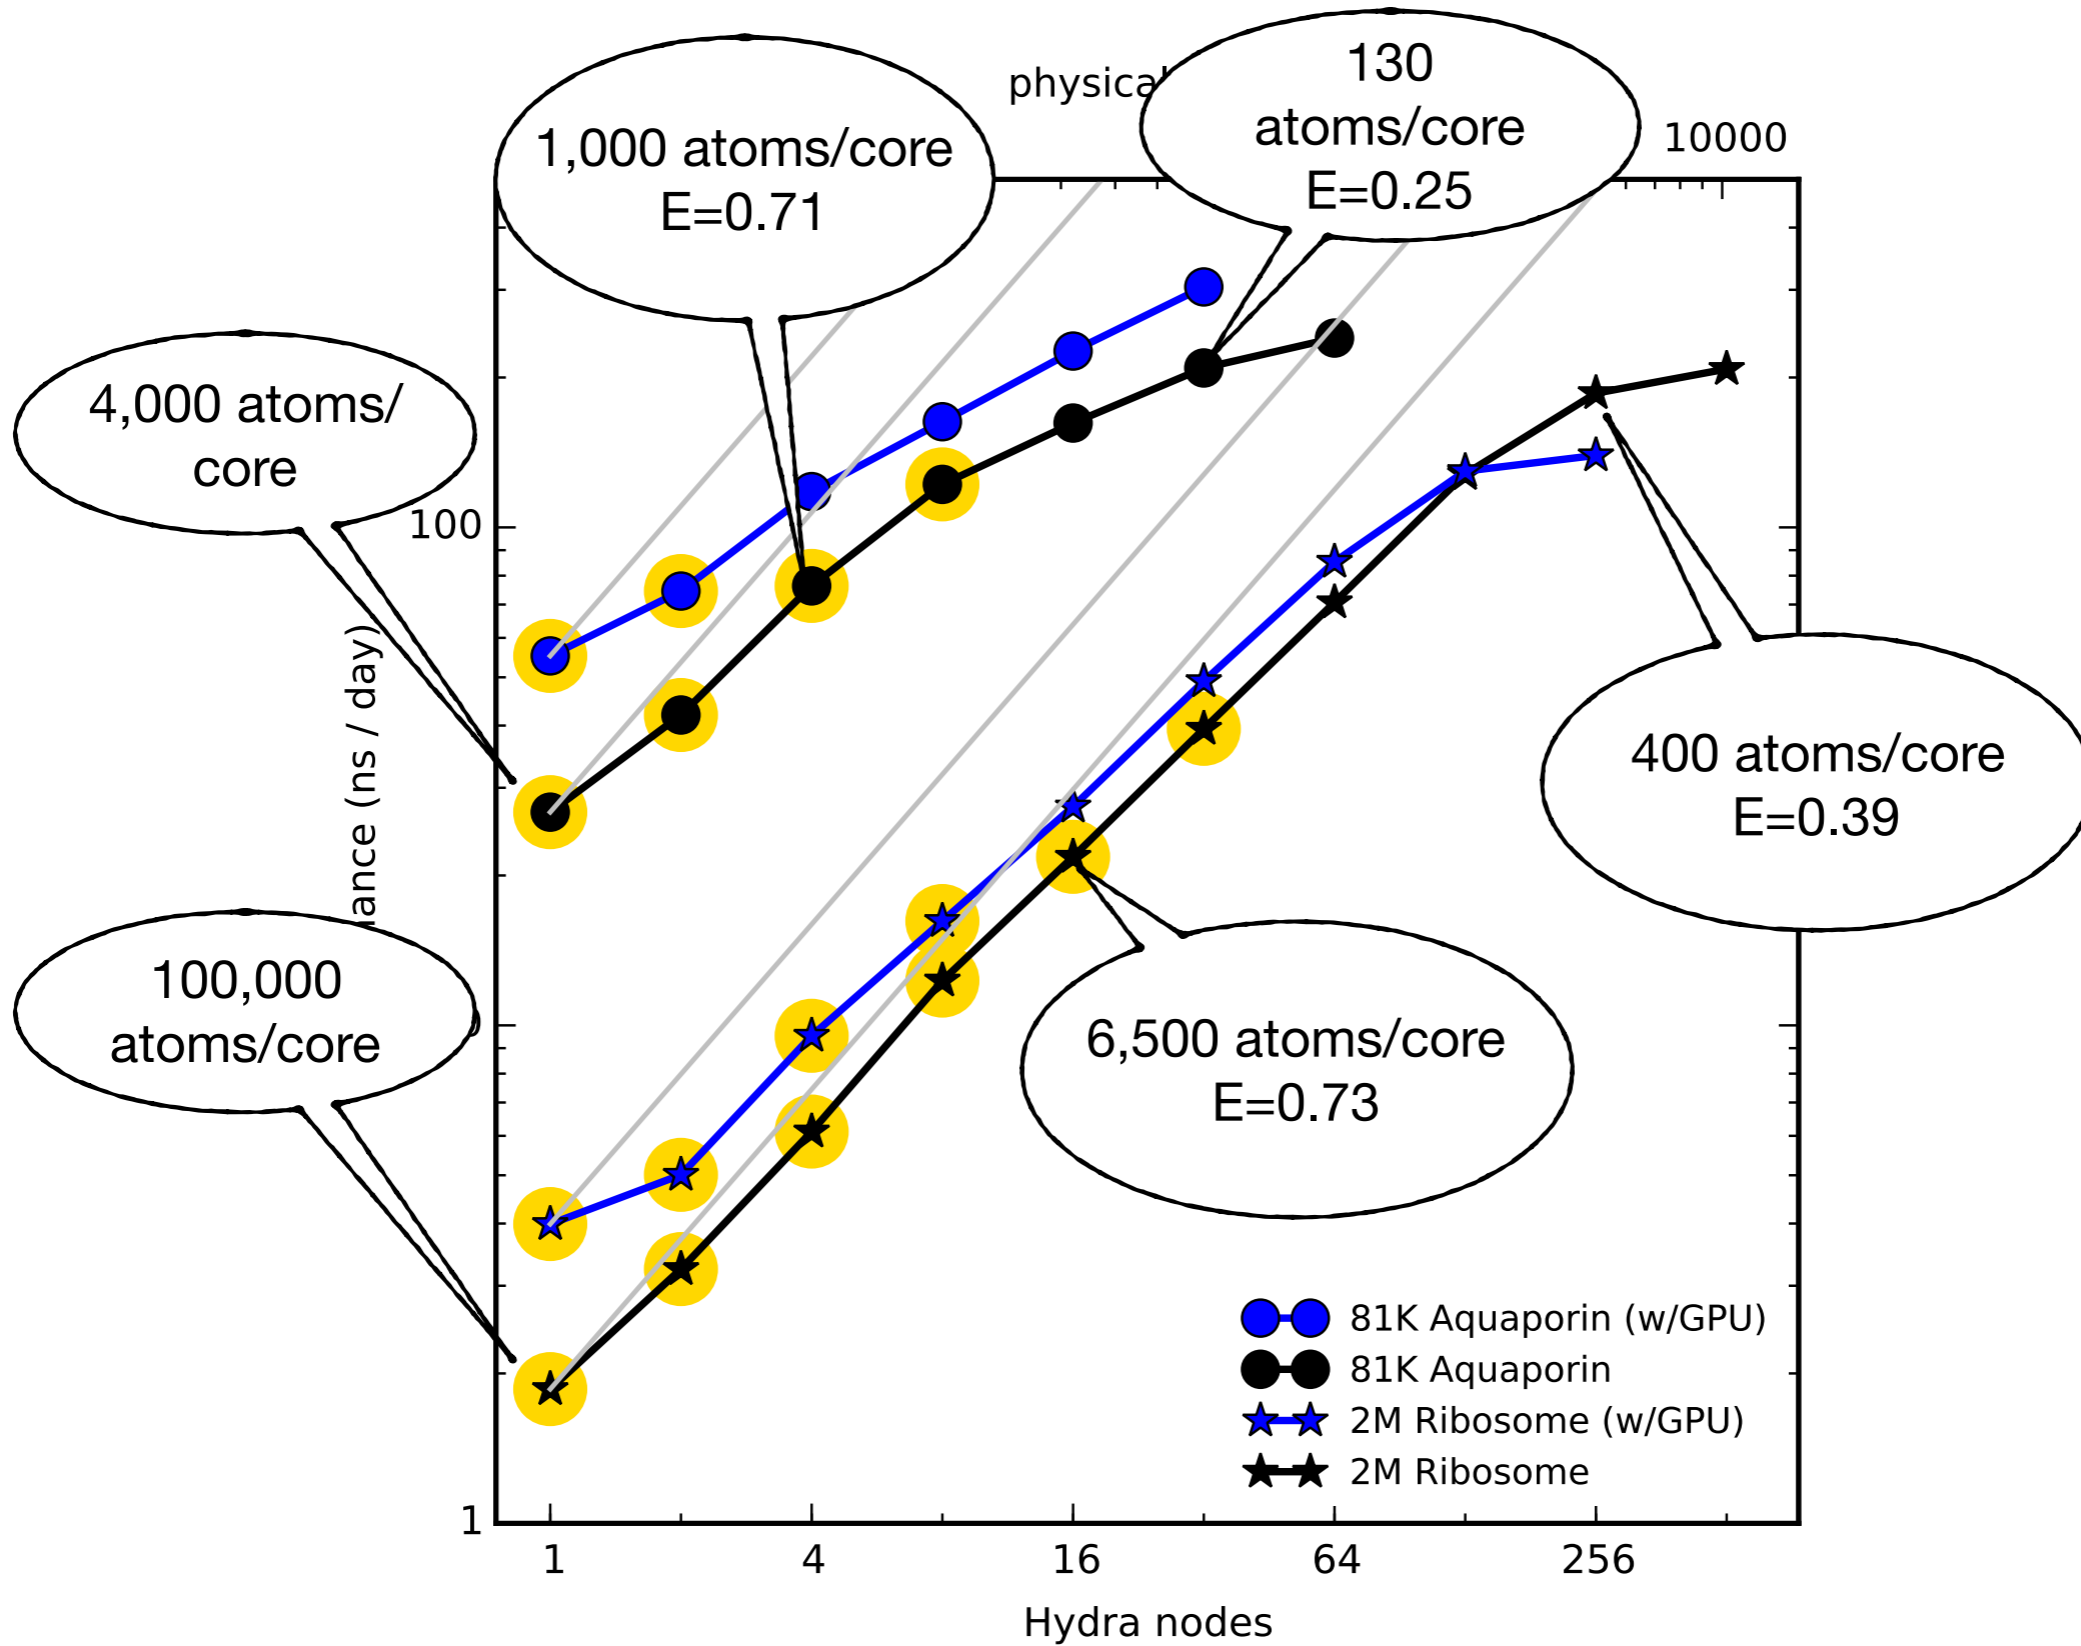 physical
130
atoms/core
E=0.25
10000
1,000 atoms/core
E=0.71
4,000 atoms/
core
100
(ns / day)
400 atoms/core
E=0.39
100,000
atoms/core
6,500 atoms/core
E=0.73
81K Aquaporin (w/GPU)
81K Aquaporin
2M Ribosome (w/GPU)
2M Ribosome
1
1
4
16
64
256
Hydra nodes